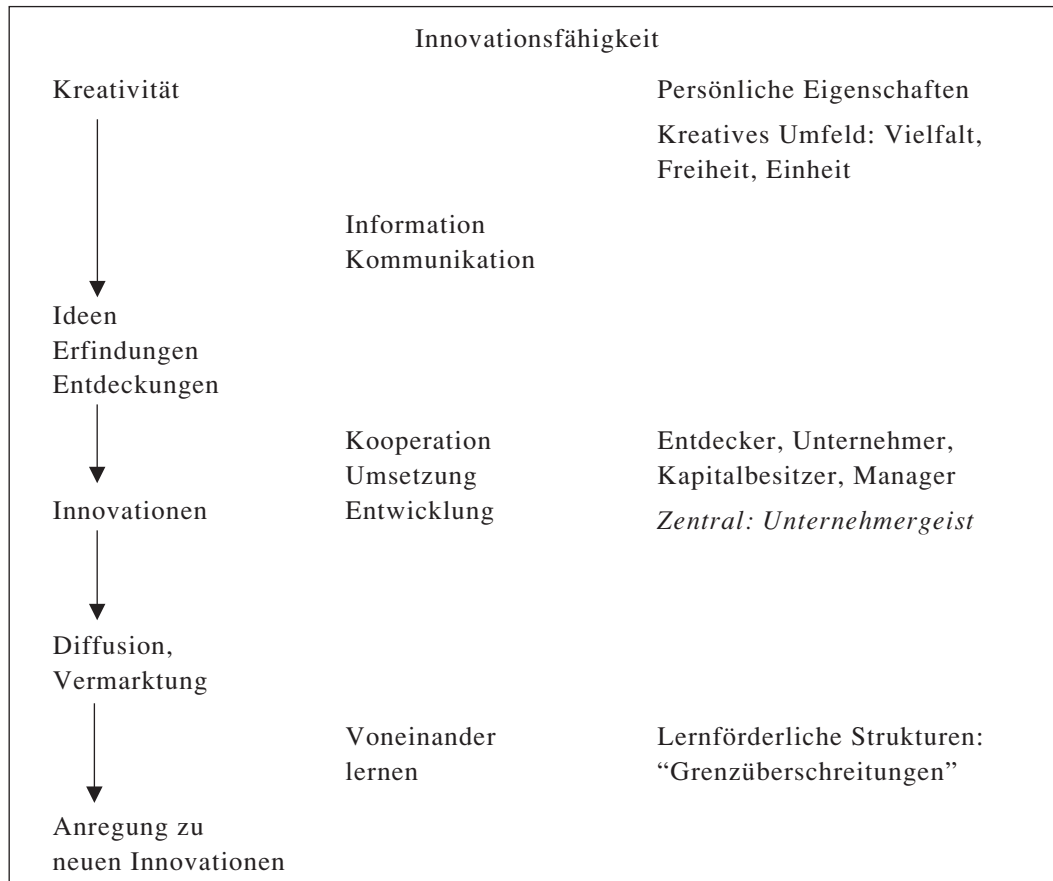 Innovationsfähigkeit
Kreativität
Persönliche Eigenschaften
Kreatives Umfeld: Vielfalt,
Freiheit, Einheit
Information
Kommunikation
Ideen
Erfindungen
Entdeckungen
Kooperation
Umsetzung
Entwicklung
Entdecker, Unternehmer,
Kapitalbesitzer, Manager
Zentral: Unternehmergeist
Innovationen
Diffusion,
Vermarktung
Voneinander
lernen
Lernförderliche Strukturen:
“Grenzüberschreitungen”
Anregung zu
neuen Innovationen